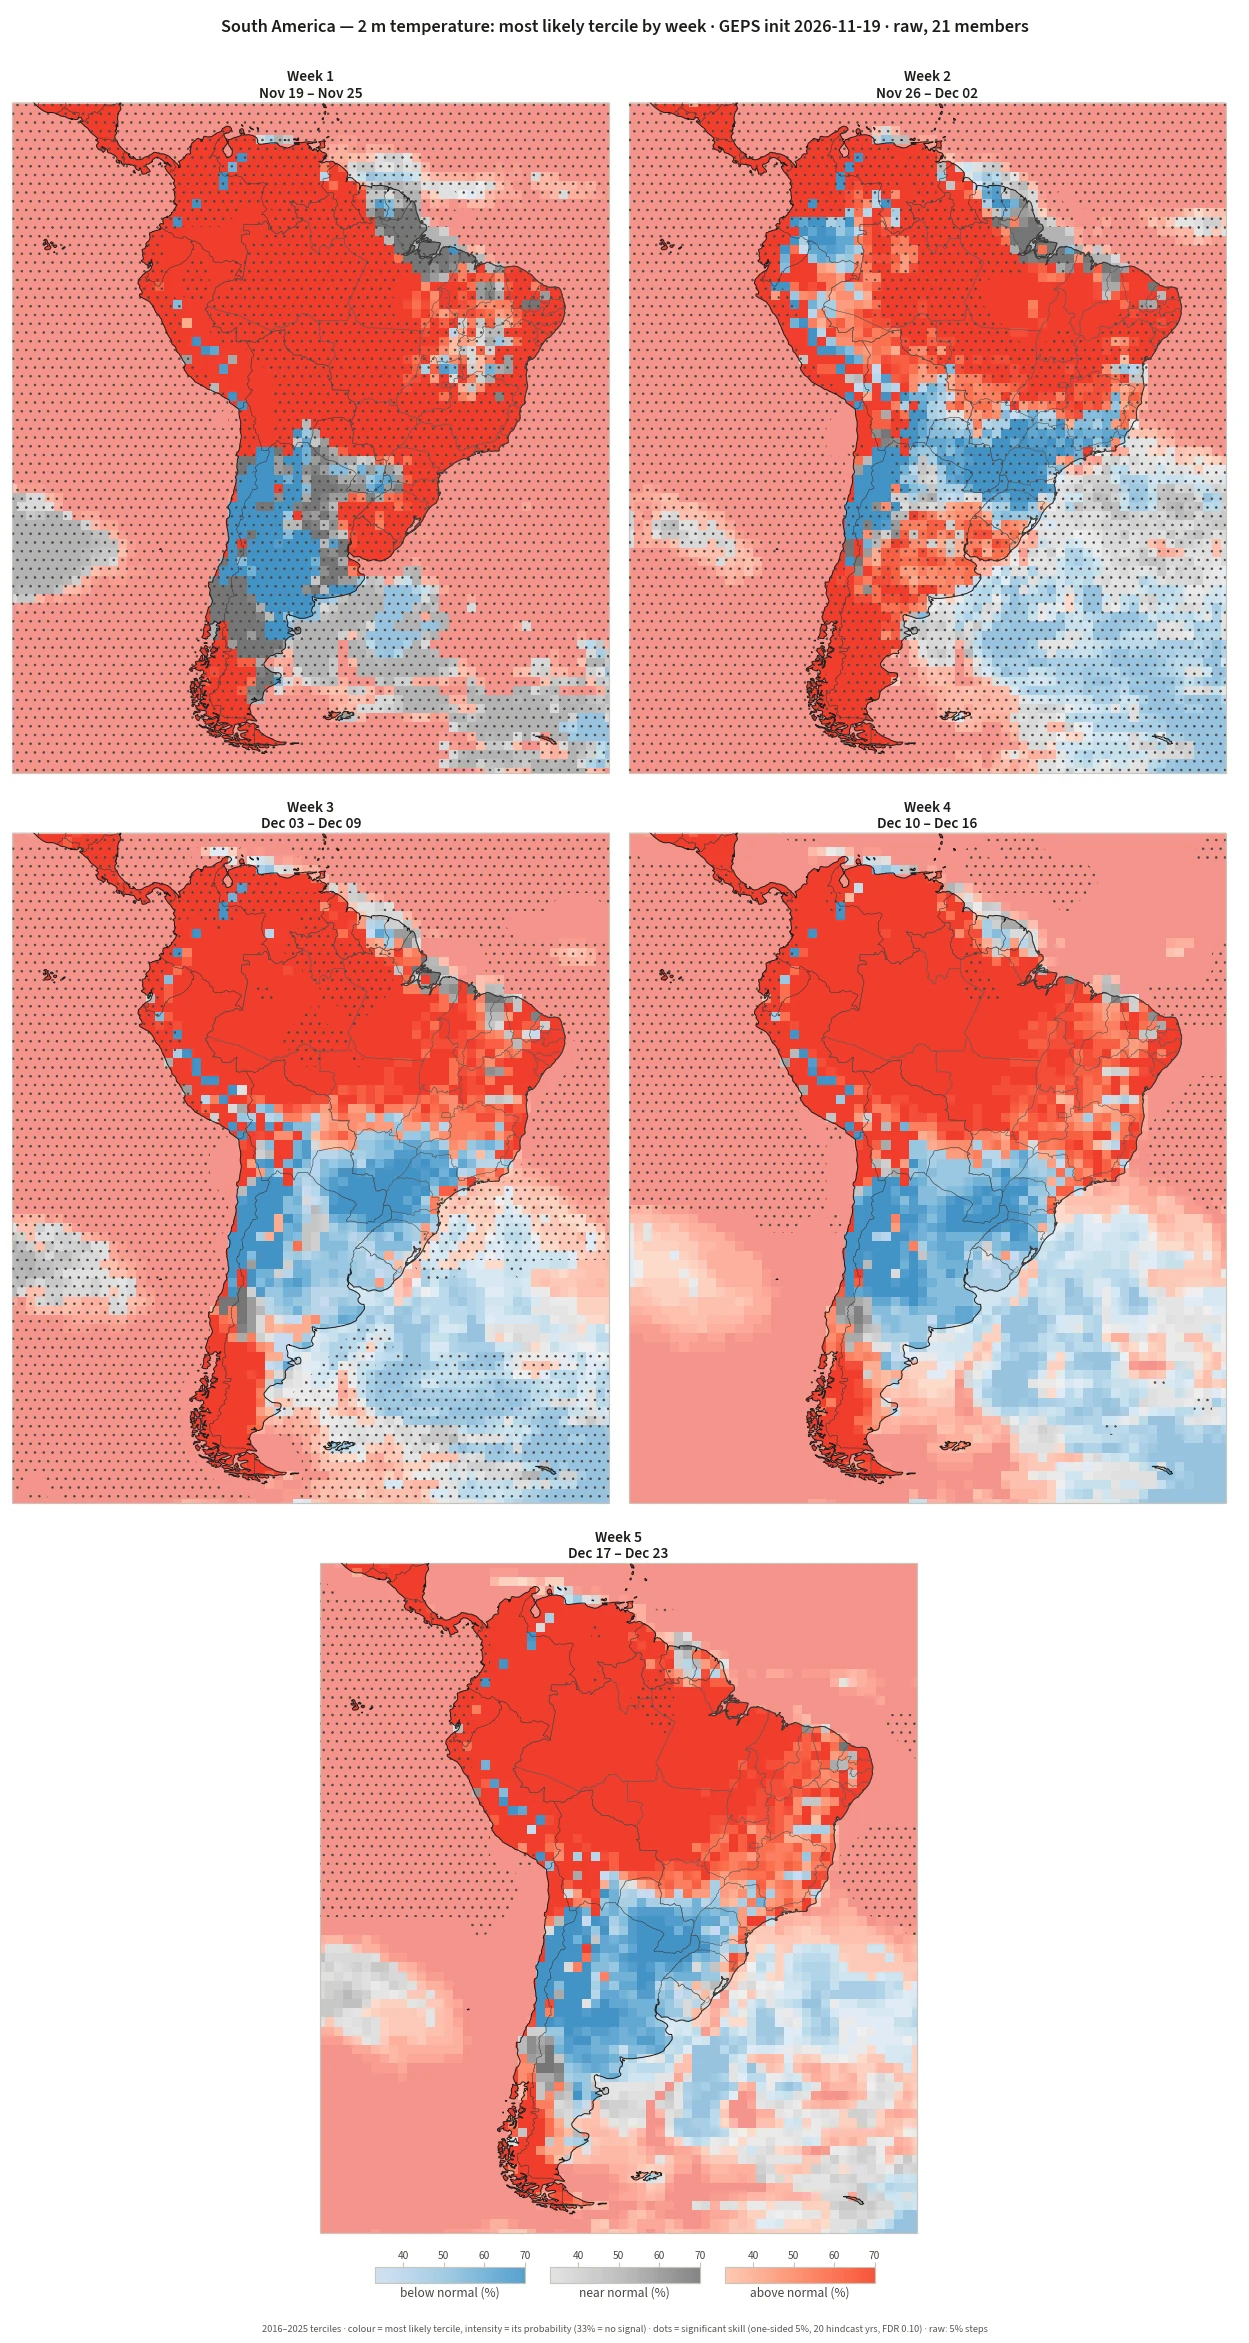 South America — 2 m temperature: most likely tercile by week · GEPS init 2026-11-19 · raw, 21 members
Week 1
Nov 19 – Nov 25
Week 2
Nov 26 – Dec 02
Week 3
Dec 03 – Dec 09
Week 4
Dec 10 – Dec 16
Week 5
Dec 17 – Dec 23
40 50 60 70
below normal (%)
40 50 60 70
near normal (%)
40 50 60 70
above normal (%)
2016–2025 terciles · colour = most likely tercile, intensity = its probability (33% = no signal) · dots = significant skill (one-sided 5%, 20 hindcast yrs, FDR 0.10) · raw: 5% steps